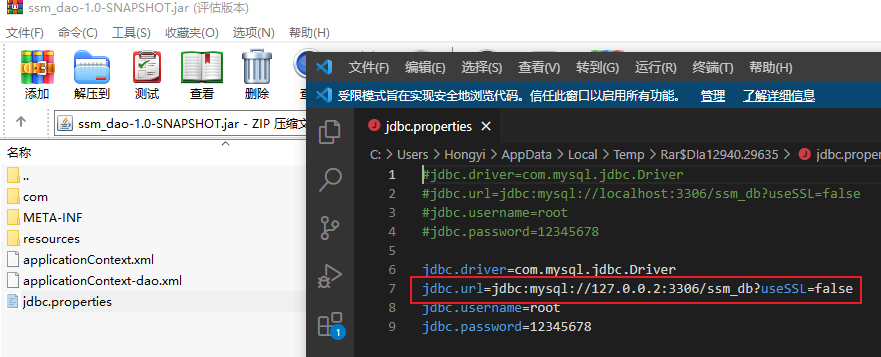 ssm_dao-1.0-SNAPSHOT.jar (评估版本)
文件(F) 命令(C) 工具(S) 收藏夹(O) 选项(N) 帮助(H)
添加 解压到 测试 查看 删除
ssm_dao-1.0-SNAPSHOT.jar - ZIP 压缩文
名称
..
com
META-INF
resources
applicationContext.xml
applicationContext-dao.xml
jdbc.properties
文件(F) 编辑(E) 选择(S) 查看(V) 转到(G) 运行(R) 终端(T) 帮助(H)
受限模式旨在实现安全地浏览代码。信任此窗口以启用所有功能。 管理 了解详细信息
jdbc.properties
C: > Users > Hongyi > AppData > Local > Temp > Rar$DIa12940.29635 > jdbc.prope
1 #jdbc.driver=com.mysql.jdbc.Driver
2 #jdbc.url=jdbc:mysql://localhost:3306/ssm_db?useSSL=false
3 #jdbc.username=root
4 #jdbc.password=12345678
5
6 jdbc.driver=com.mysql.jdbc.Driver
7 jdbc.url=jdbc:mysql://127.0.0.2:3306/ssm_db?useSSL=false
8 jdbc.username=root
9 jdbc.password=12345678
1